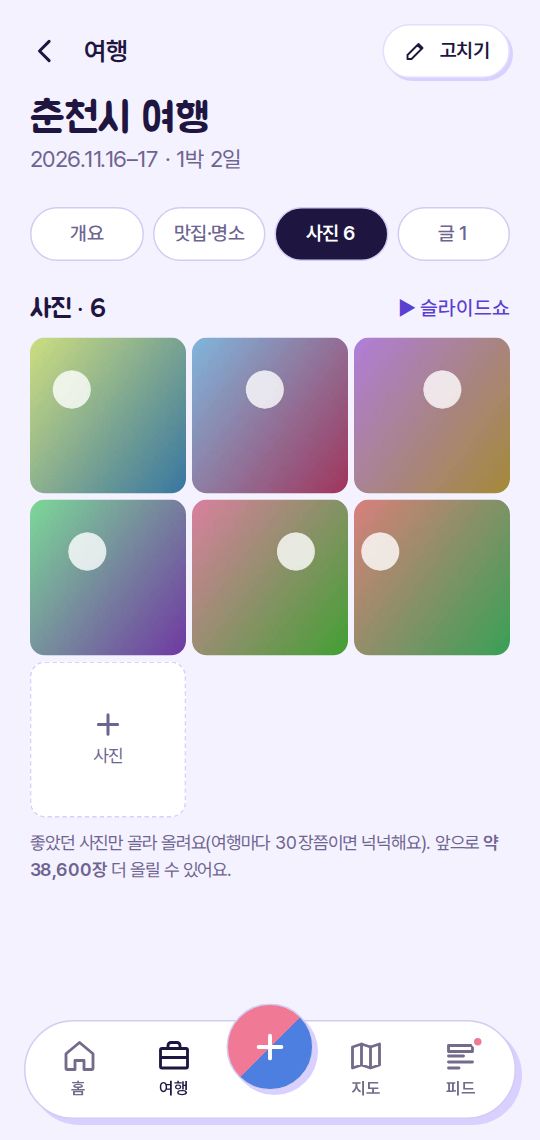 여행
고치기
춘천시 여행
2026.11.16–17 · 1박 2일
개요
맛집·명소
사진 6
글 1
사진 · 6
▶ 슬라이드쇼
사진
좋았던 사진만 골라 올려요(여행마다 30장쯤이면 넉넉해요). 앞으로 약
38,600장 더 올릴 수 있어요.
홈
여행
지도
피드